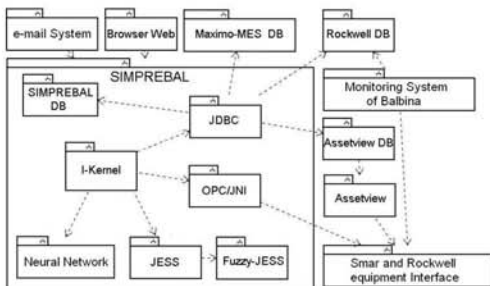 e-mail System
Browser Web
Maximo-MES DB
Rockwell DB
SIMPREBAL
SIMPREBAL
DB
JDBC
Monitoring System
of Balbina
I-Kernel
Assetview DB
OPC/JNI
Assetview
Neural Network
JESS
Fuzzy-JESS
Smar and Rockwell
equipment Interface